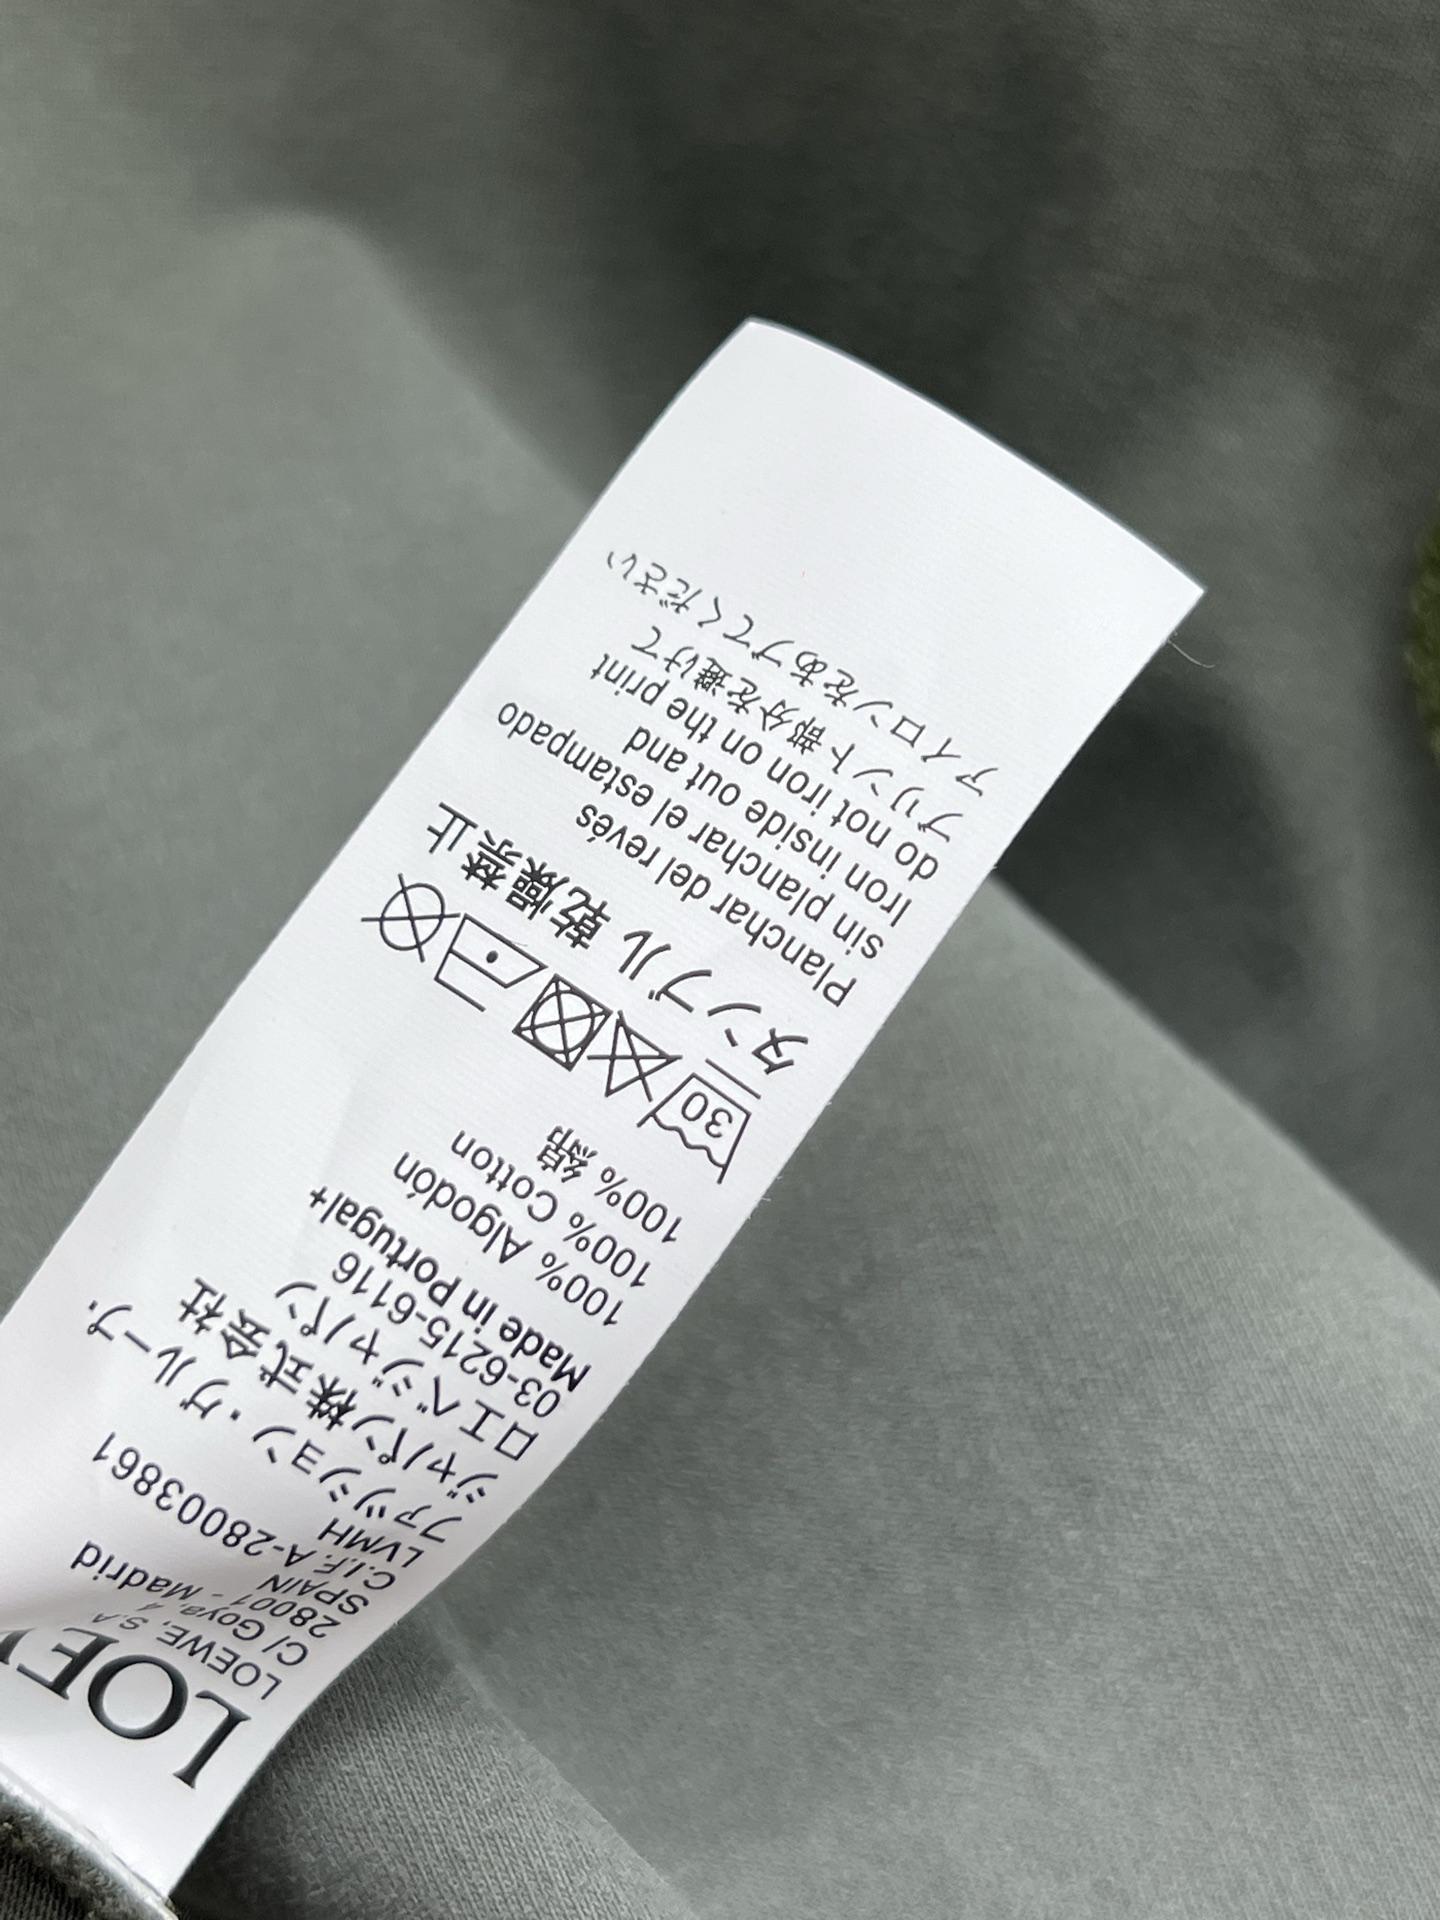 LOEW
LOEWE, S.A
C/ Goya, 4
28001 - Madrid
SPAIN
C.I.F. A-28003861
LVMH
ファッション・グループ・
ジャパン株式会社
ロエベジャパン
03-6215-6116
Made in Portugal+
100% Algodón
100% Cotton
100% 綿
30
タンブル 乾燥禁止
Planchar del revés
sin planchar el estampado
Iron inside out and
do not iron on the print
プリント部分を避けて
アイロンをあブてください